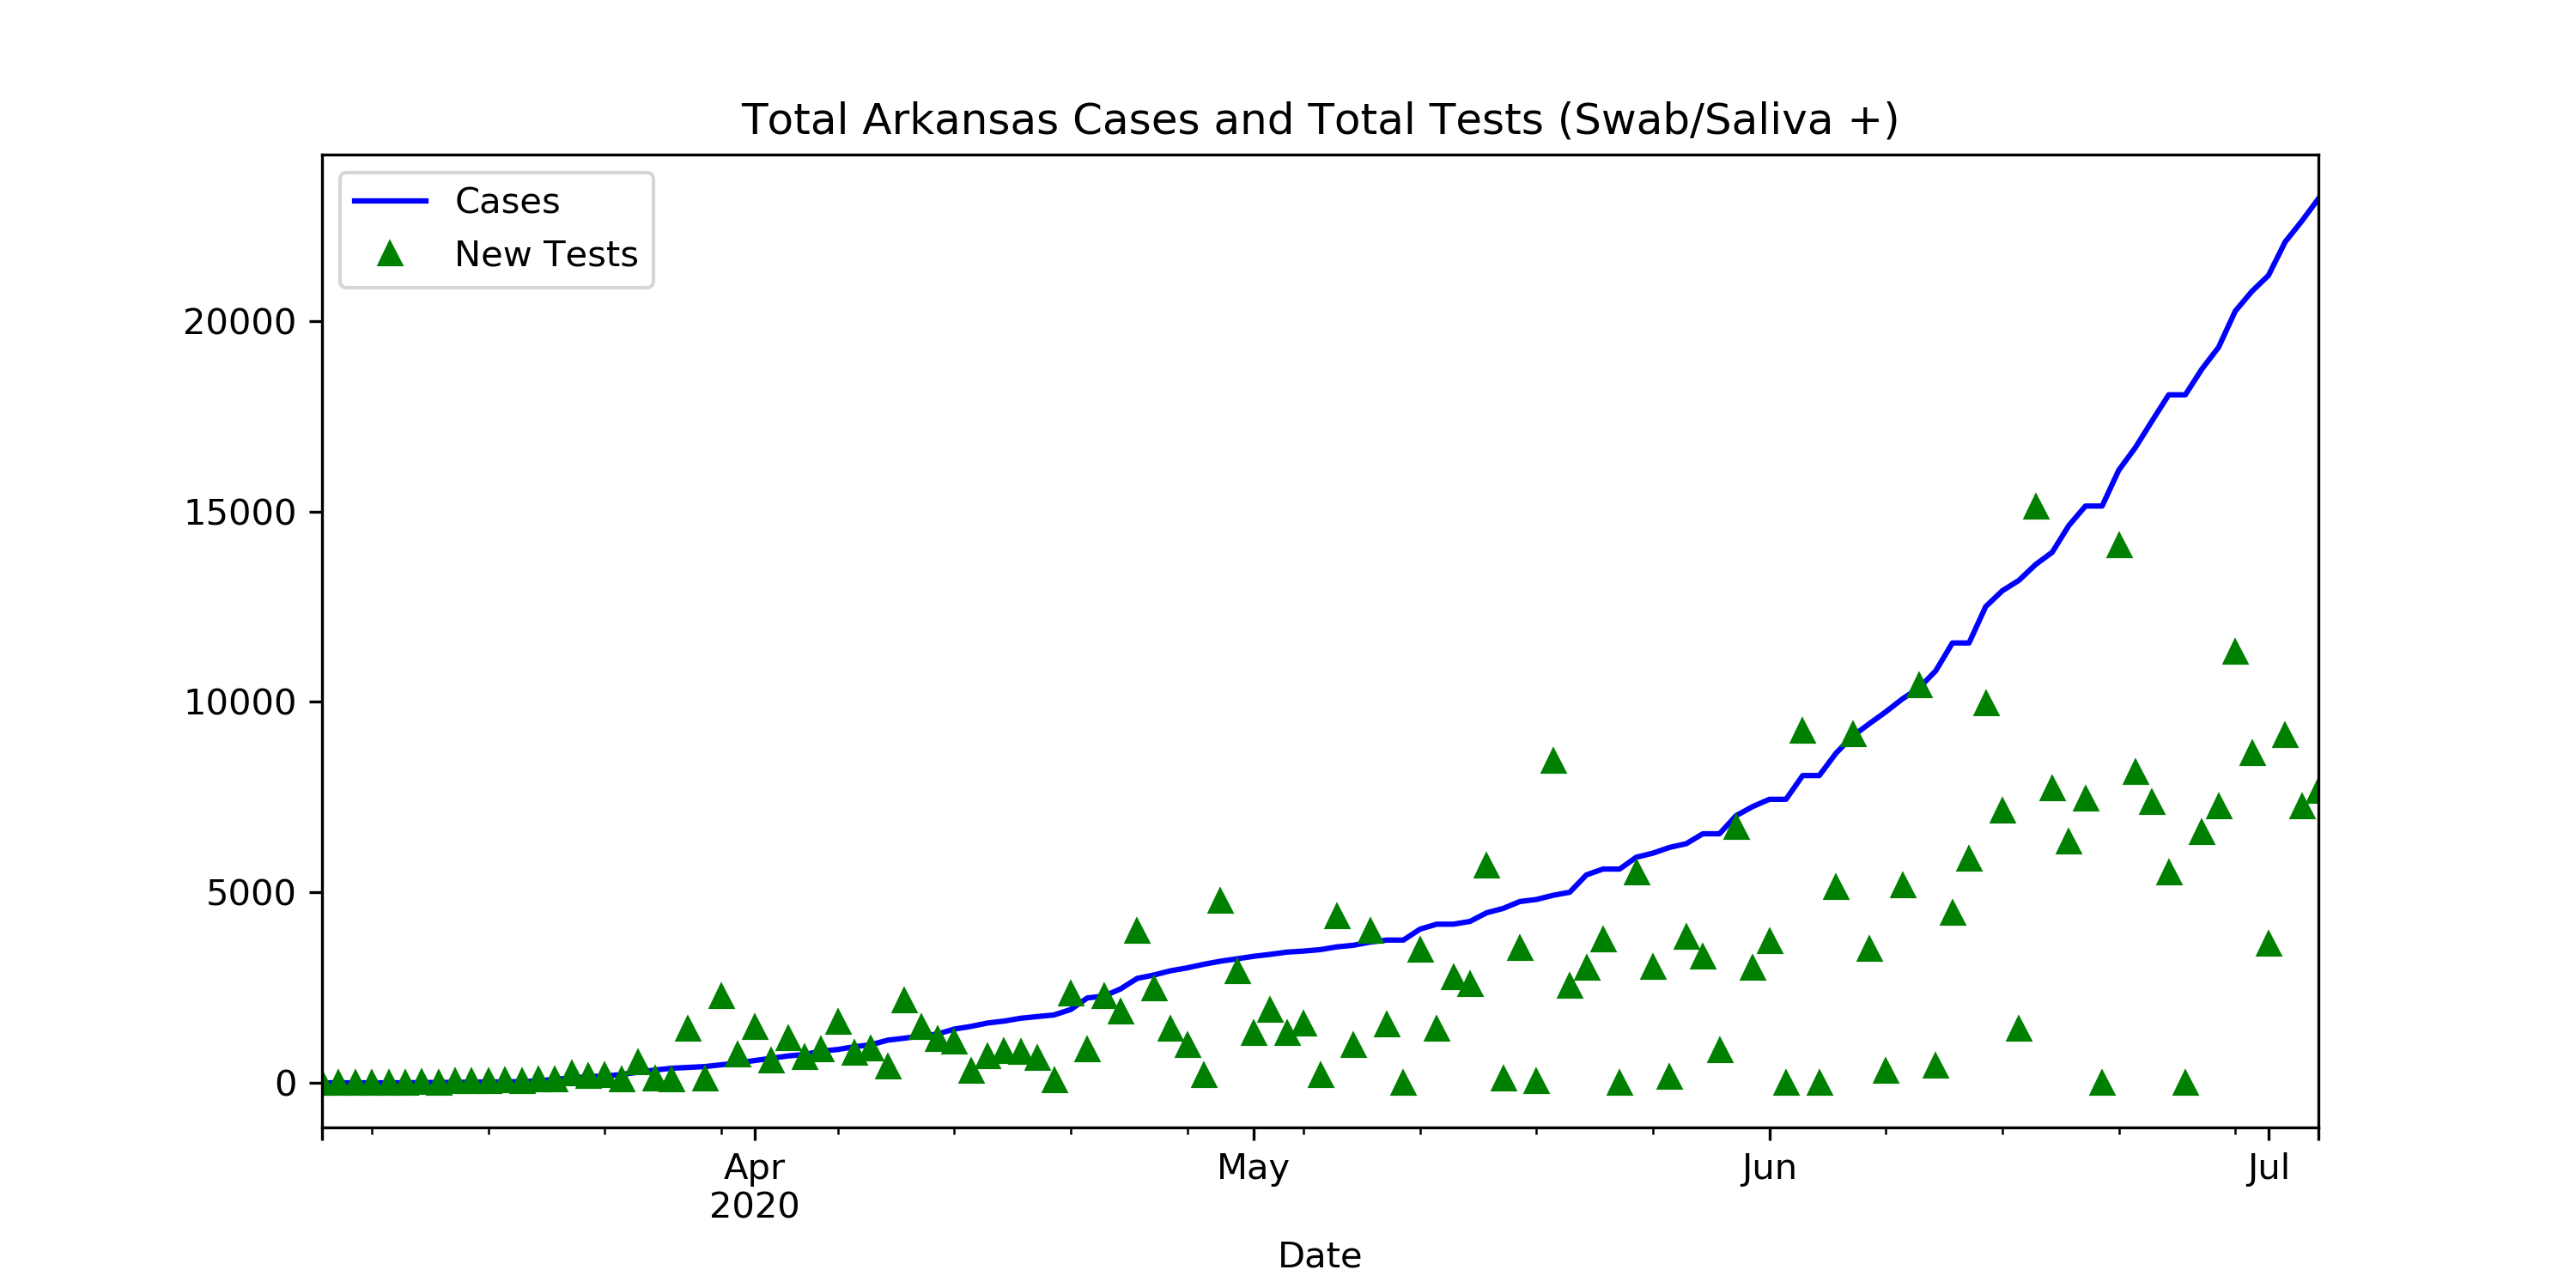 Total Arkansas Cases and Total Tests (Swab/Saliva +)
Cases
New Tests
20000
15000
10000
5000
0
Apr May Jun Jul
2020
Date